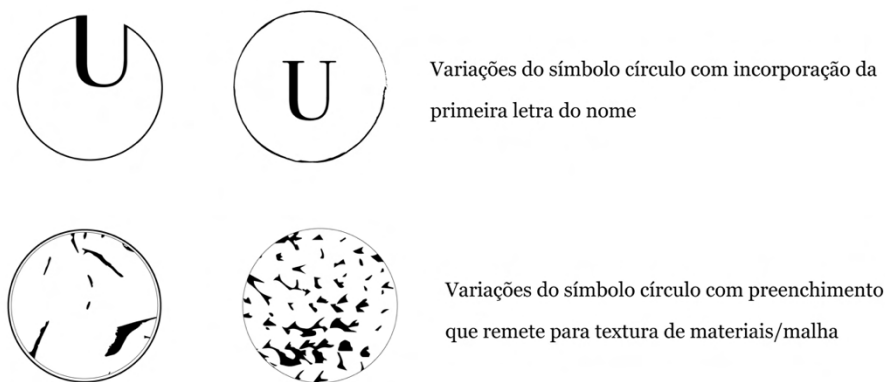 U
U
Variações do símbolo círculo com incorporação da
primeira letra do nome
Variações do símbolo círculo com preenchimento
que remete para textura de materiais/malha